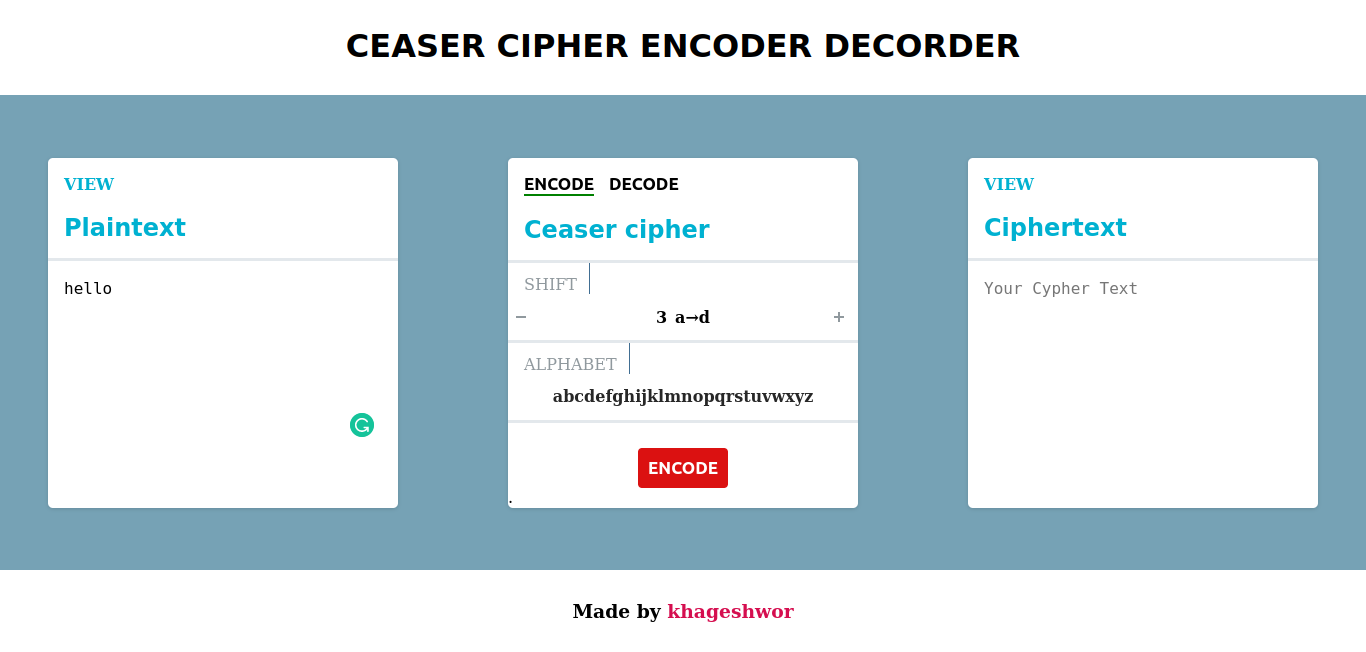 CEASER CIPHER ENCODER DECORDER
VIEW
Plaintext
hello
ENCODE DECODE
Ceaser cipher
SHIFT
− 3 a→d +
ALPHABET
abcdefghijklmnopqrstuvwxyz
ENCODE
.
VIEW
Ciphertext
Your Cypher Text
Made by khageshwor